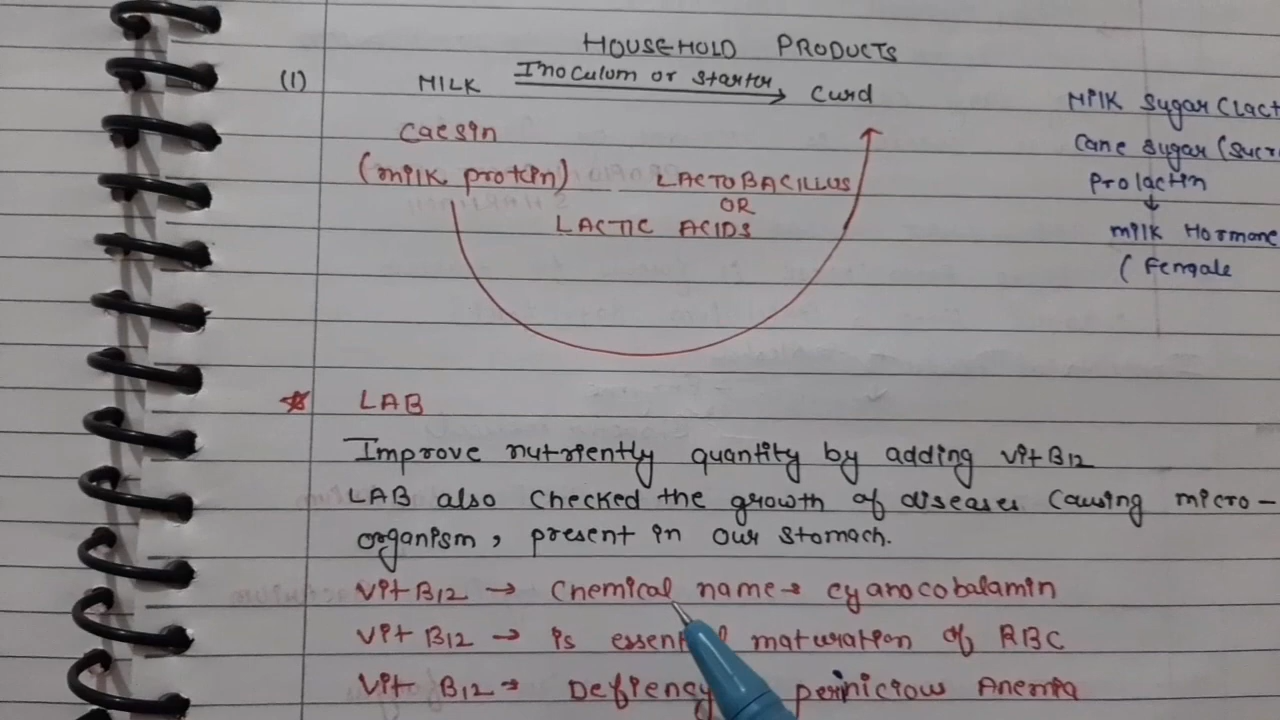 HOUSEHOLD PRODUCTS
(1) MILK Inoculum or starter Curd
Caesin
(milk protein)
LACTOBACILLUS
OR
LACTIC ACIDS
Milk Sugar (Lact
Cane Sugar (Sucr
Prolactin
milk Hormone
( Female
LAB
Improve nutriently quantity by adding Vit B12
LAB also checked the growth of diseases causing micro-
organism, present in our stomach.
Vit B12 → Chemical name → cyanocobalamin
Vit B12 → is essent l maturation of RBC
Vit B12 → Defiency pernicious Anemia